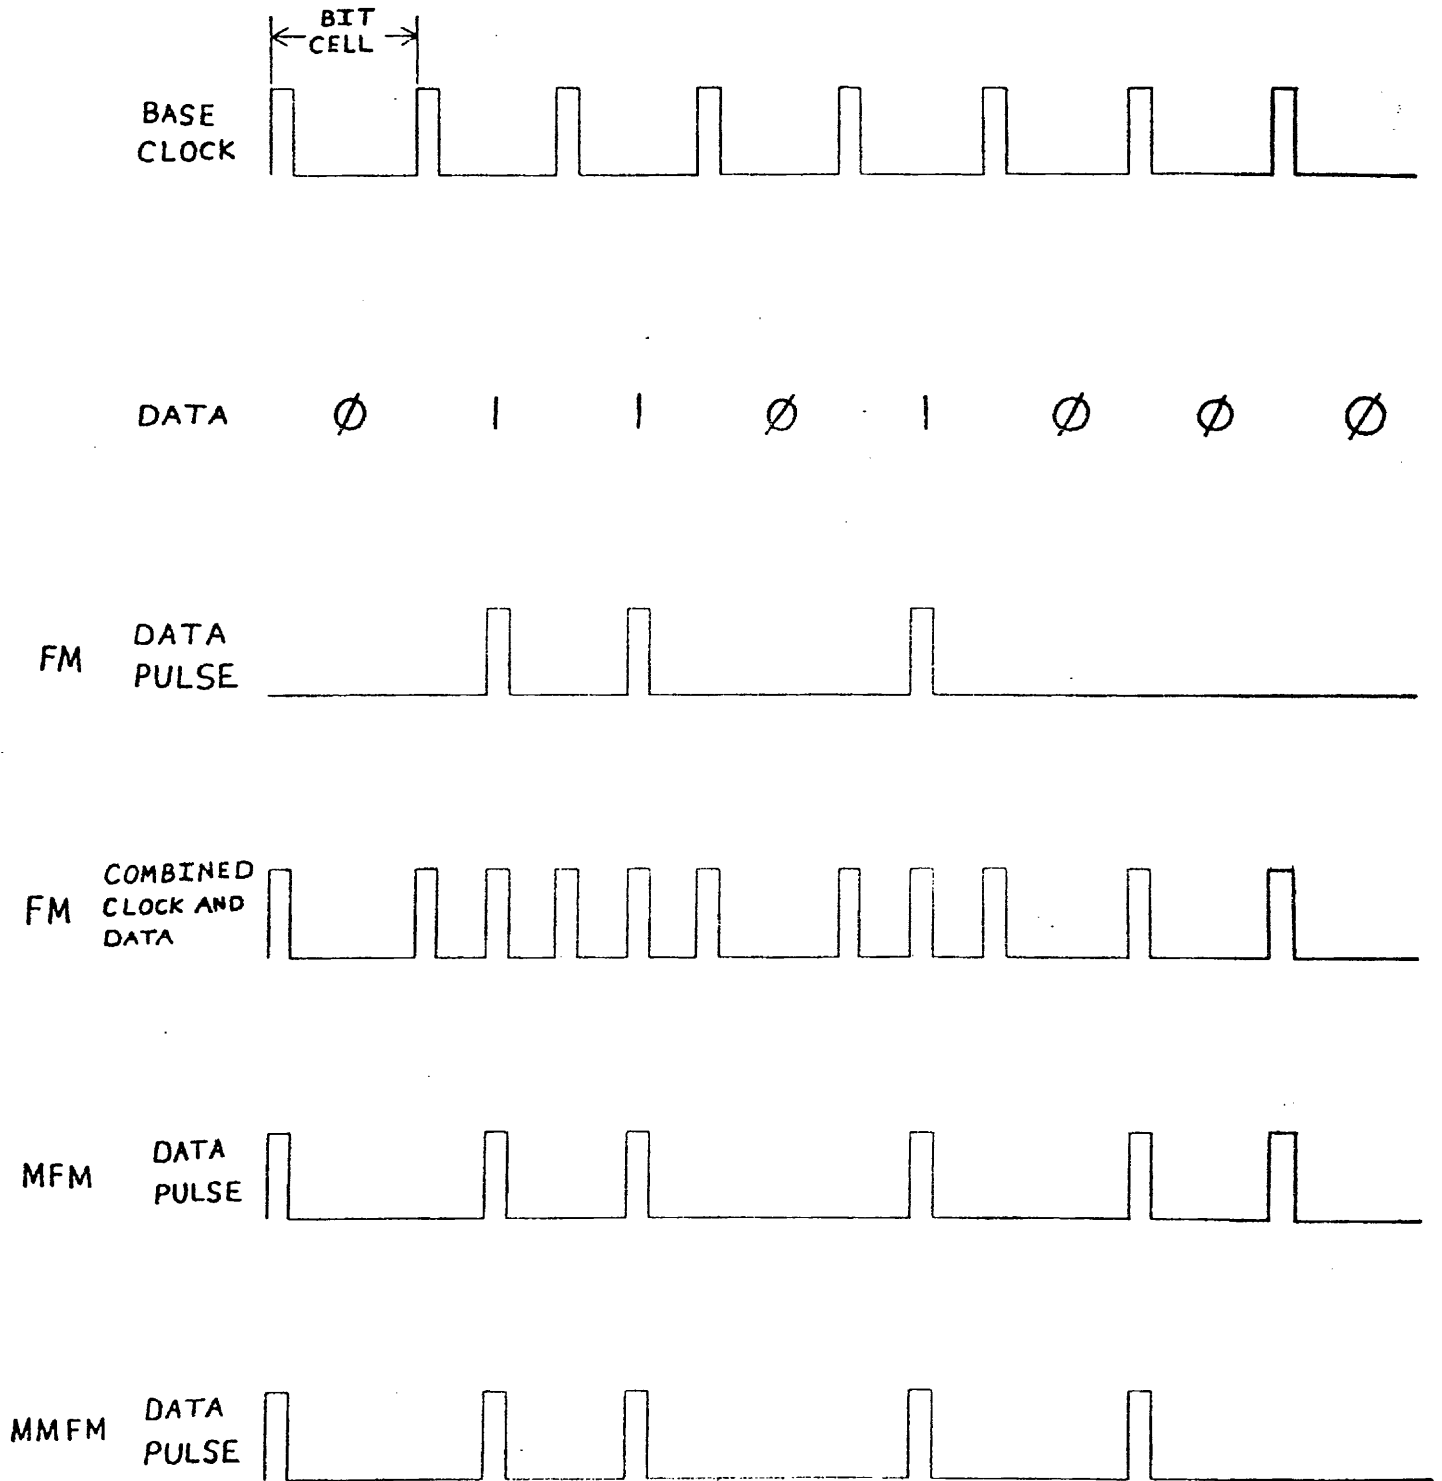 BIT
CELL
BASE
CLOCK
DATA Ø 1 1 Ø 1 Ø Ø Ø
FM DATA
PULSE
FM COMBINED
CLOCK AND
DATA
MFM DATA
PULSE
MMFM DATA
PULSE